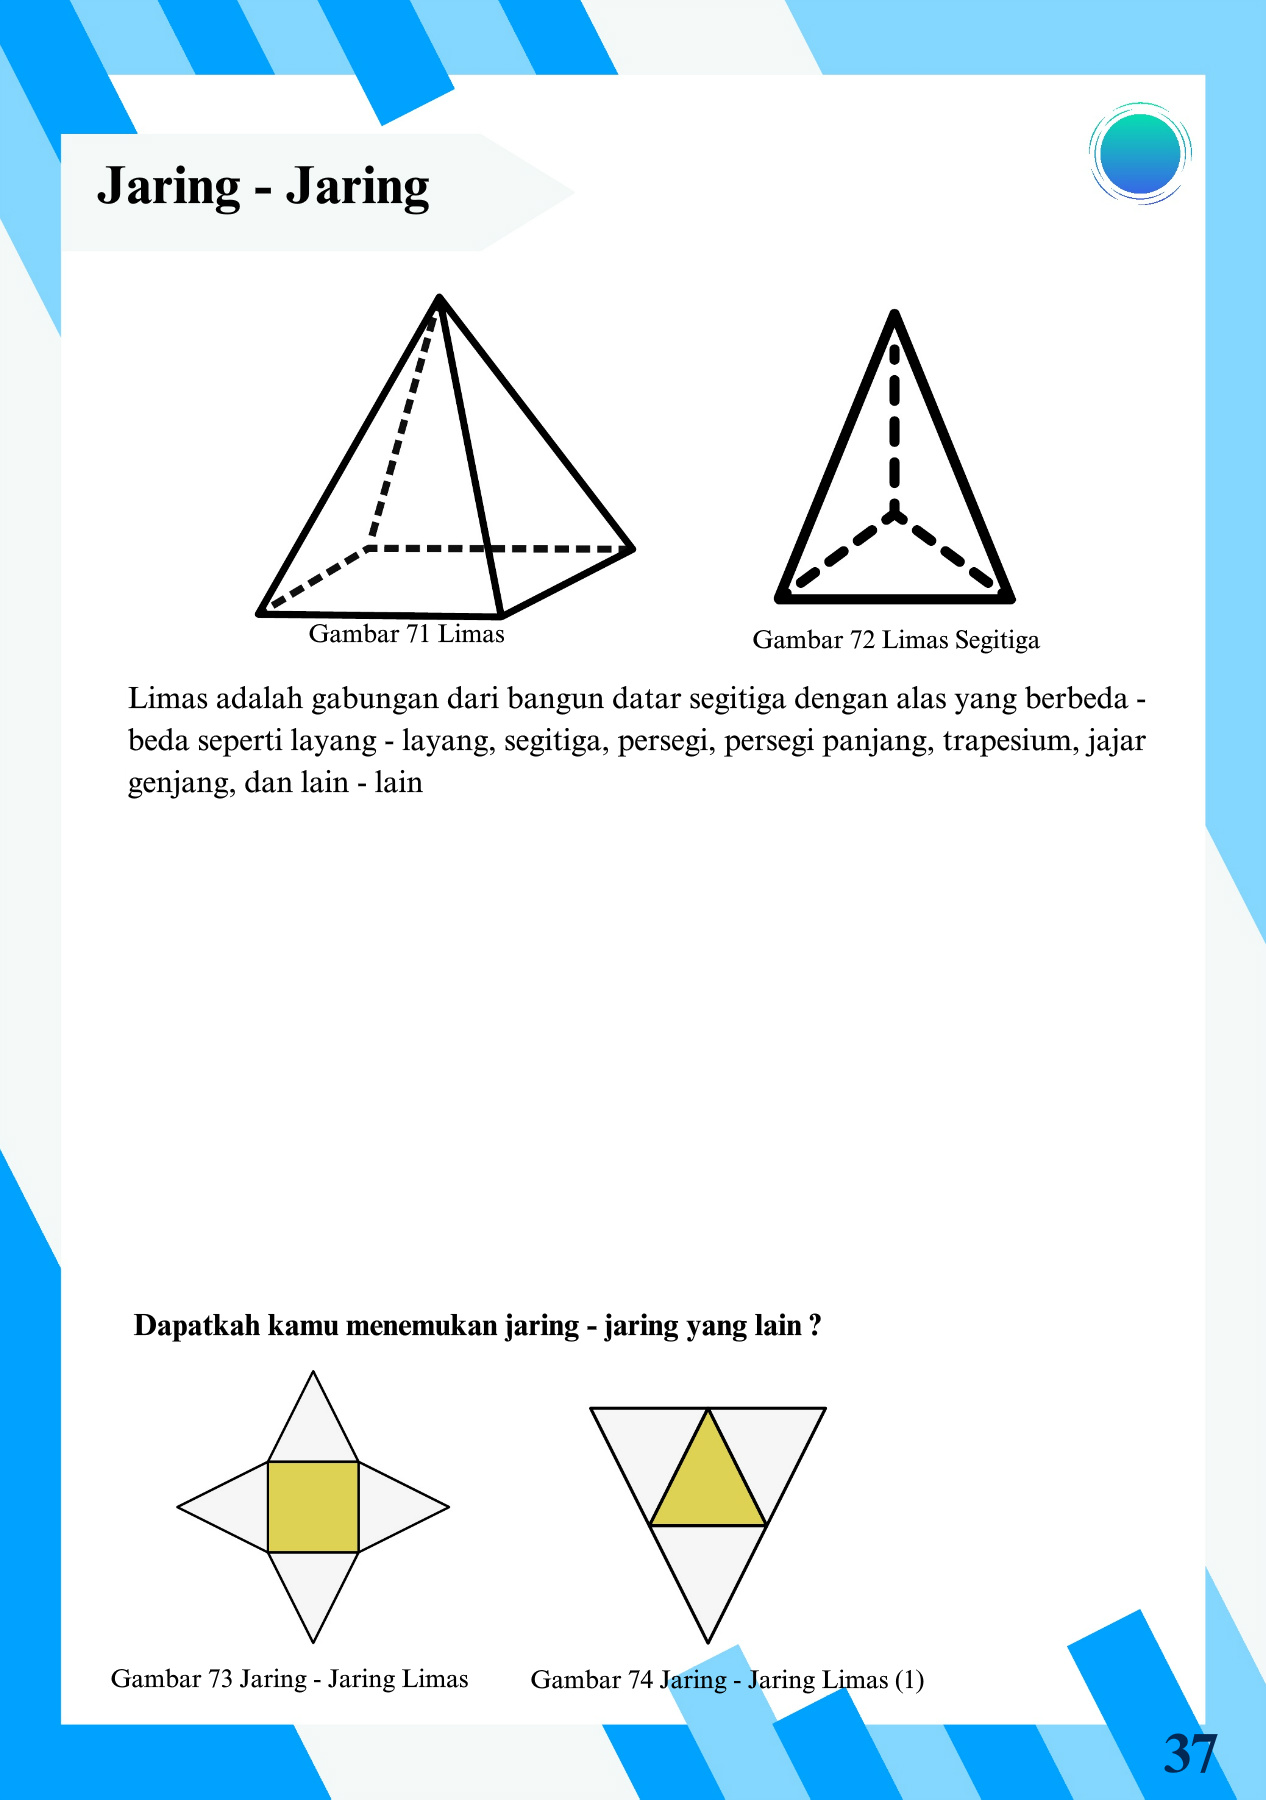 Jaring - Jaring
Gambar 71 Limas
Gambar 72 Limas Segitiga
Limas adalah gabungan dari bangun datar segitiga dengan alas yang berbeda -
beda seperti layang - layang, segitiga, persegi, persegi panjang, trapesium, jajar
genjang, dan lain - lain
Dapatkah kamu menemukan jaring - jaring yang lain ?
Gambar 73 Jaring - Jaring Limas
Gambar 74 Jaring - Jaring Limas (1)
37